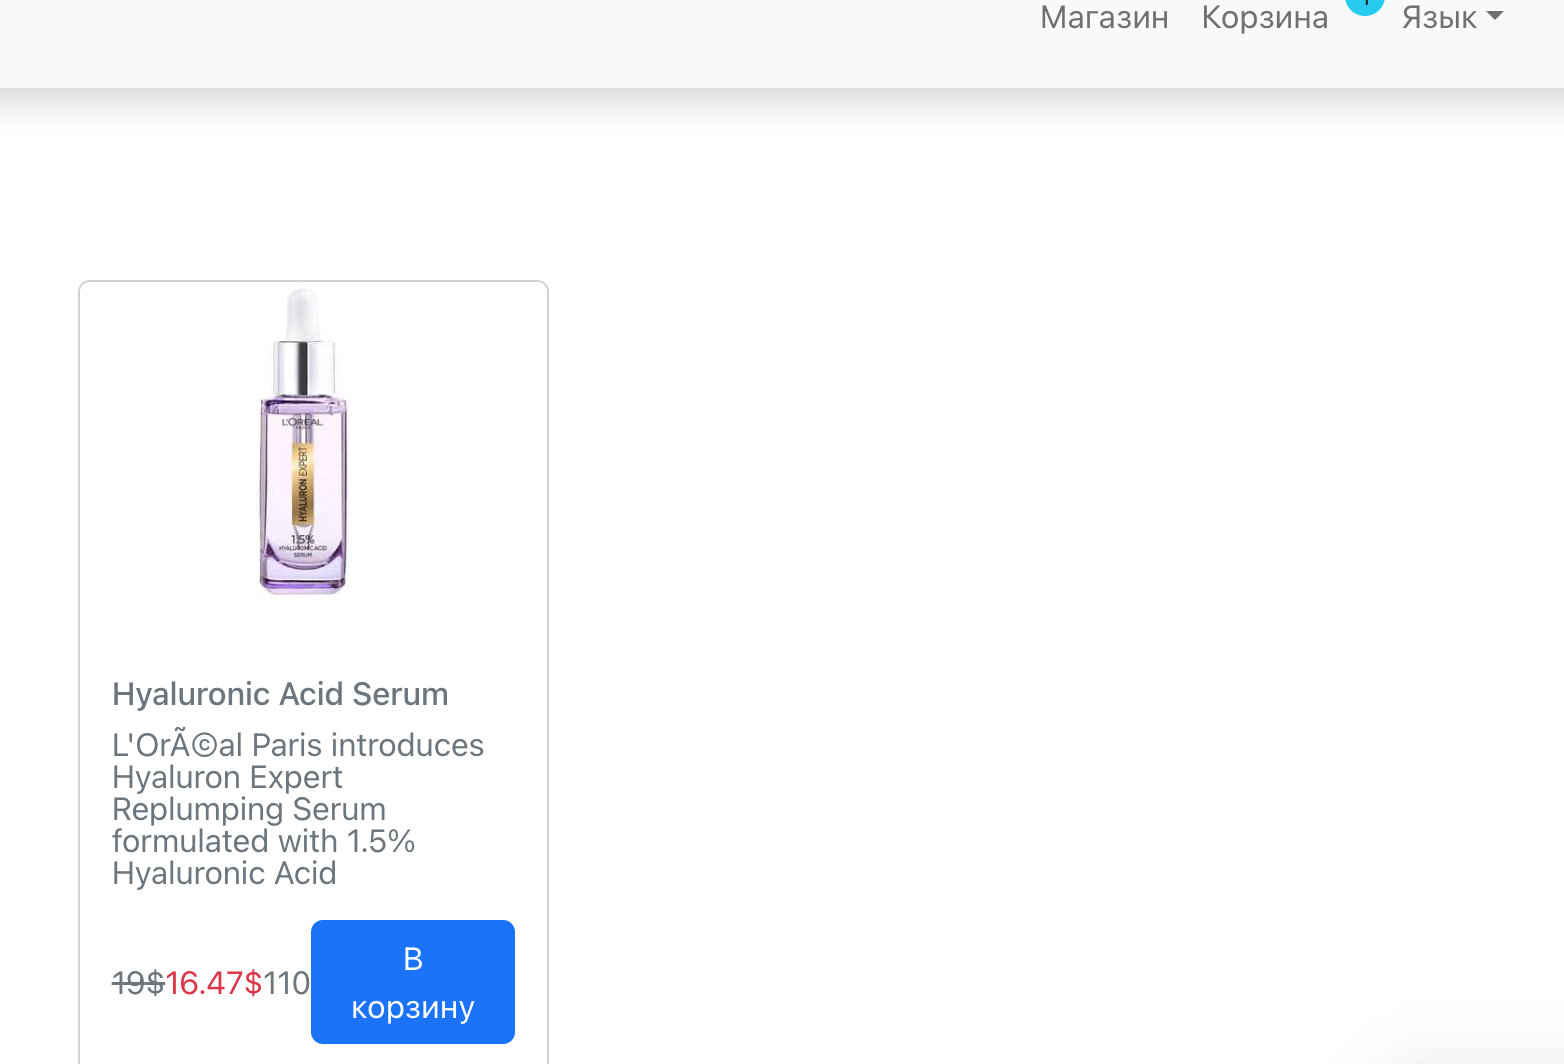 Магазин Корзина Язык
L'ORÉAL
PARIS
HYALURON EXPERT
1.5%
HYALURONIC ACID
SERUM
Hyaluronic Acid Serum
L'OrÃ©al Paris introduces
Hyaluron Expert
Replumping Serum
formulated with 1.5%
Hyaluronic Acid
19$16.47$110
В
корзину